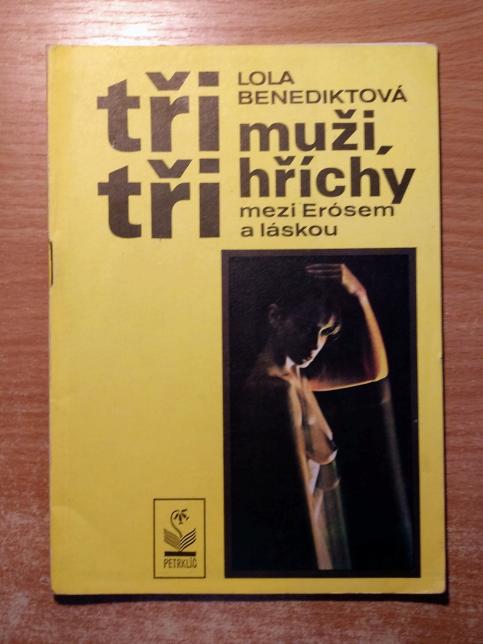 LOLA
BENEDIKTOVÁ
tři muži,
tři hříchy
mezi Erósem
a láskou
PETRKLÍČ